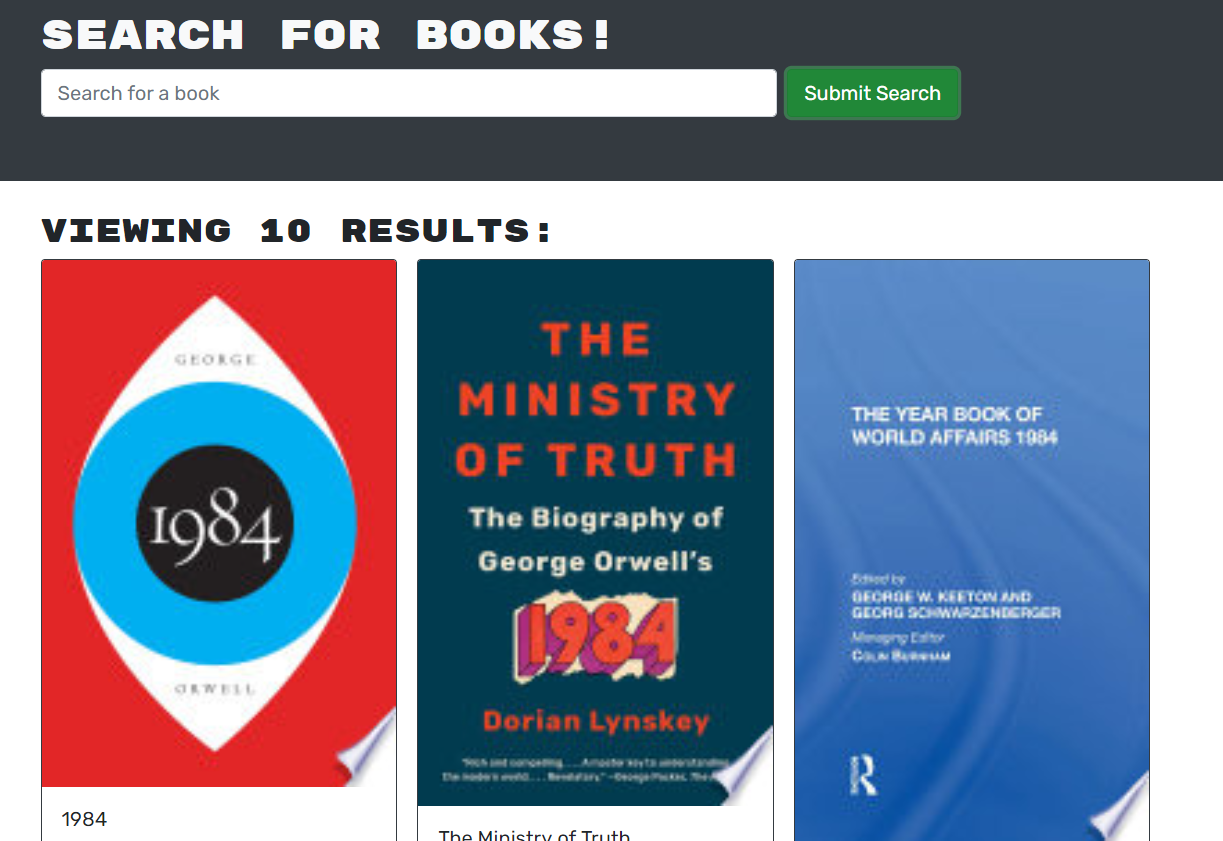 SEARCH FOR BOOKS!
Search for a book
Submit Search
VIEWING 10 RESULTS:
GEORGE
1984
ORWELL
1984
THE
MINISTRY
OF TRUTH
The Biography of
George Orwell's
1984
Dorian Lynskey
"Rich and compelling. . . . A master key to understanding
the modern world. . . . Revelatory." —George Packer, The
The Ministry of Truth
THE YEAR BOOK OF
WORLD AFFAIRS 1984
Edited by
GEORGE W. KEETON AND
GEORG SCHWARZENBERGER
Managing Editor
COLIN BURNHAM
R